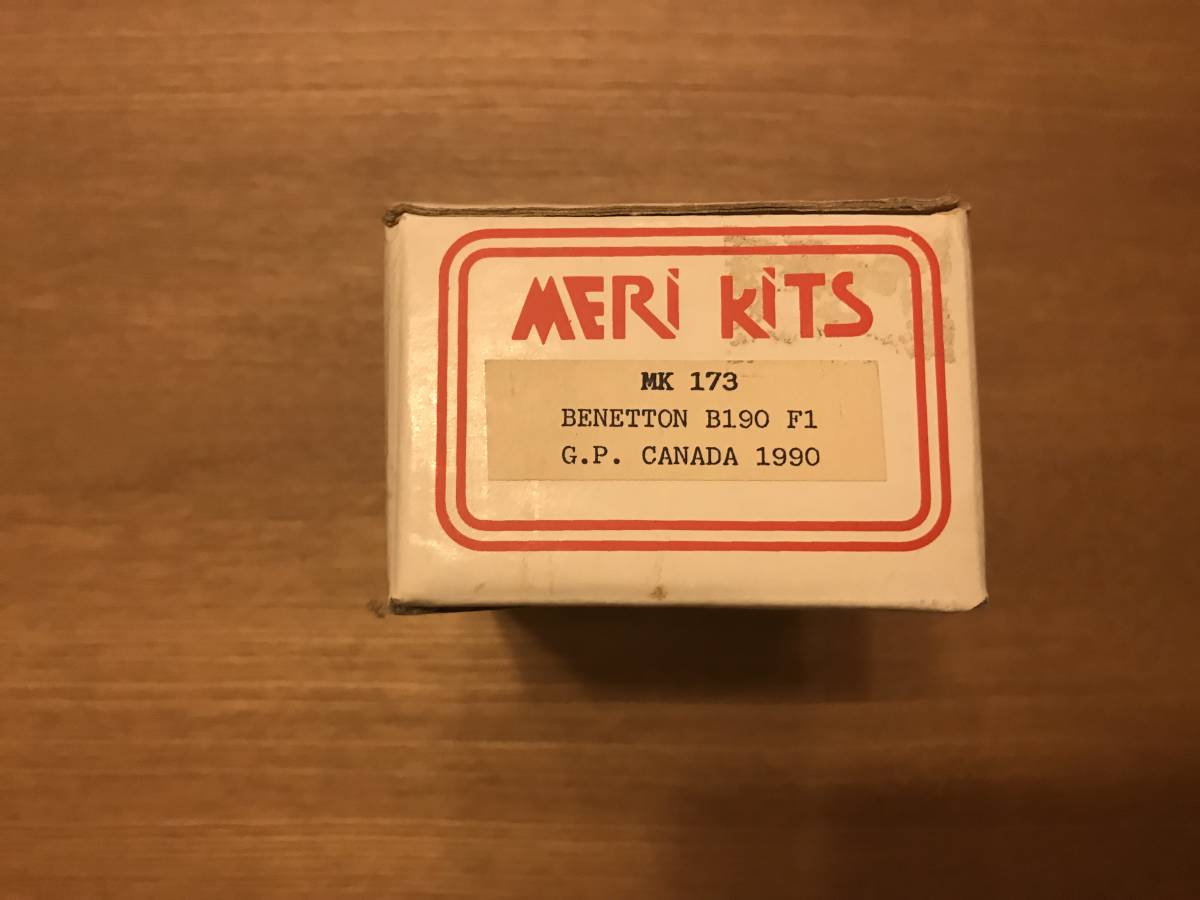 MERi KiTS
MK 173
BENETTON B190 F1
G.P. CANADA 1990